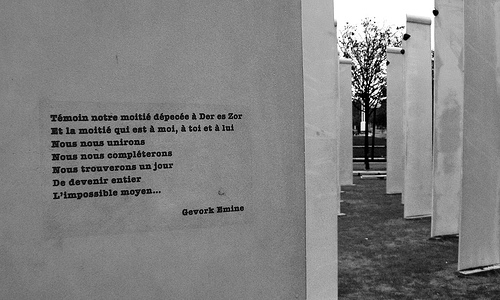 Témoin notre moitié dépecée à Der es Zor
Et la moitié qui est à moi, à toi et à lui
Nous nous unirons
Nous nous compléterons
Nous trouverons un jour
De devenir entier
L'impossible moyen...
Gevork Emine